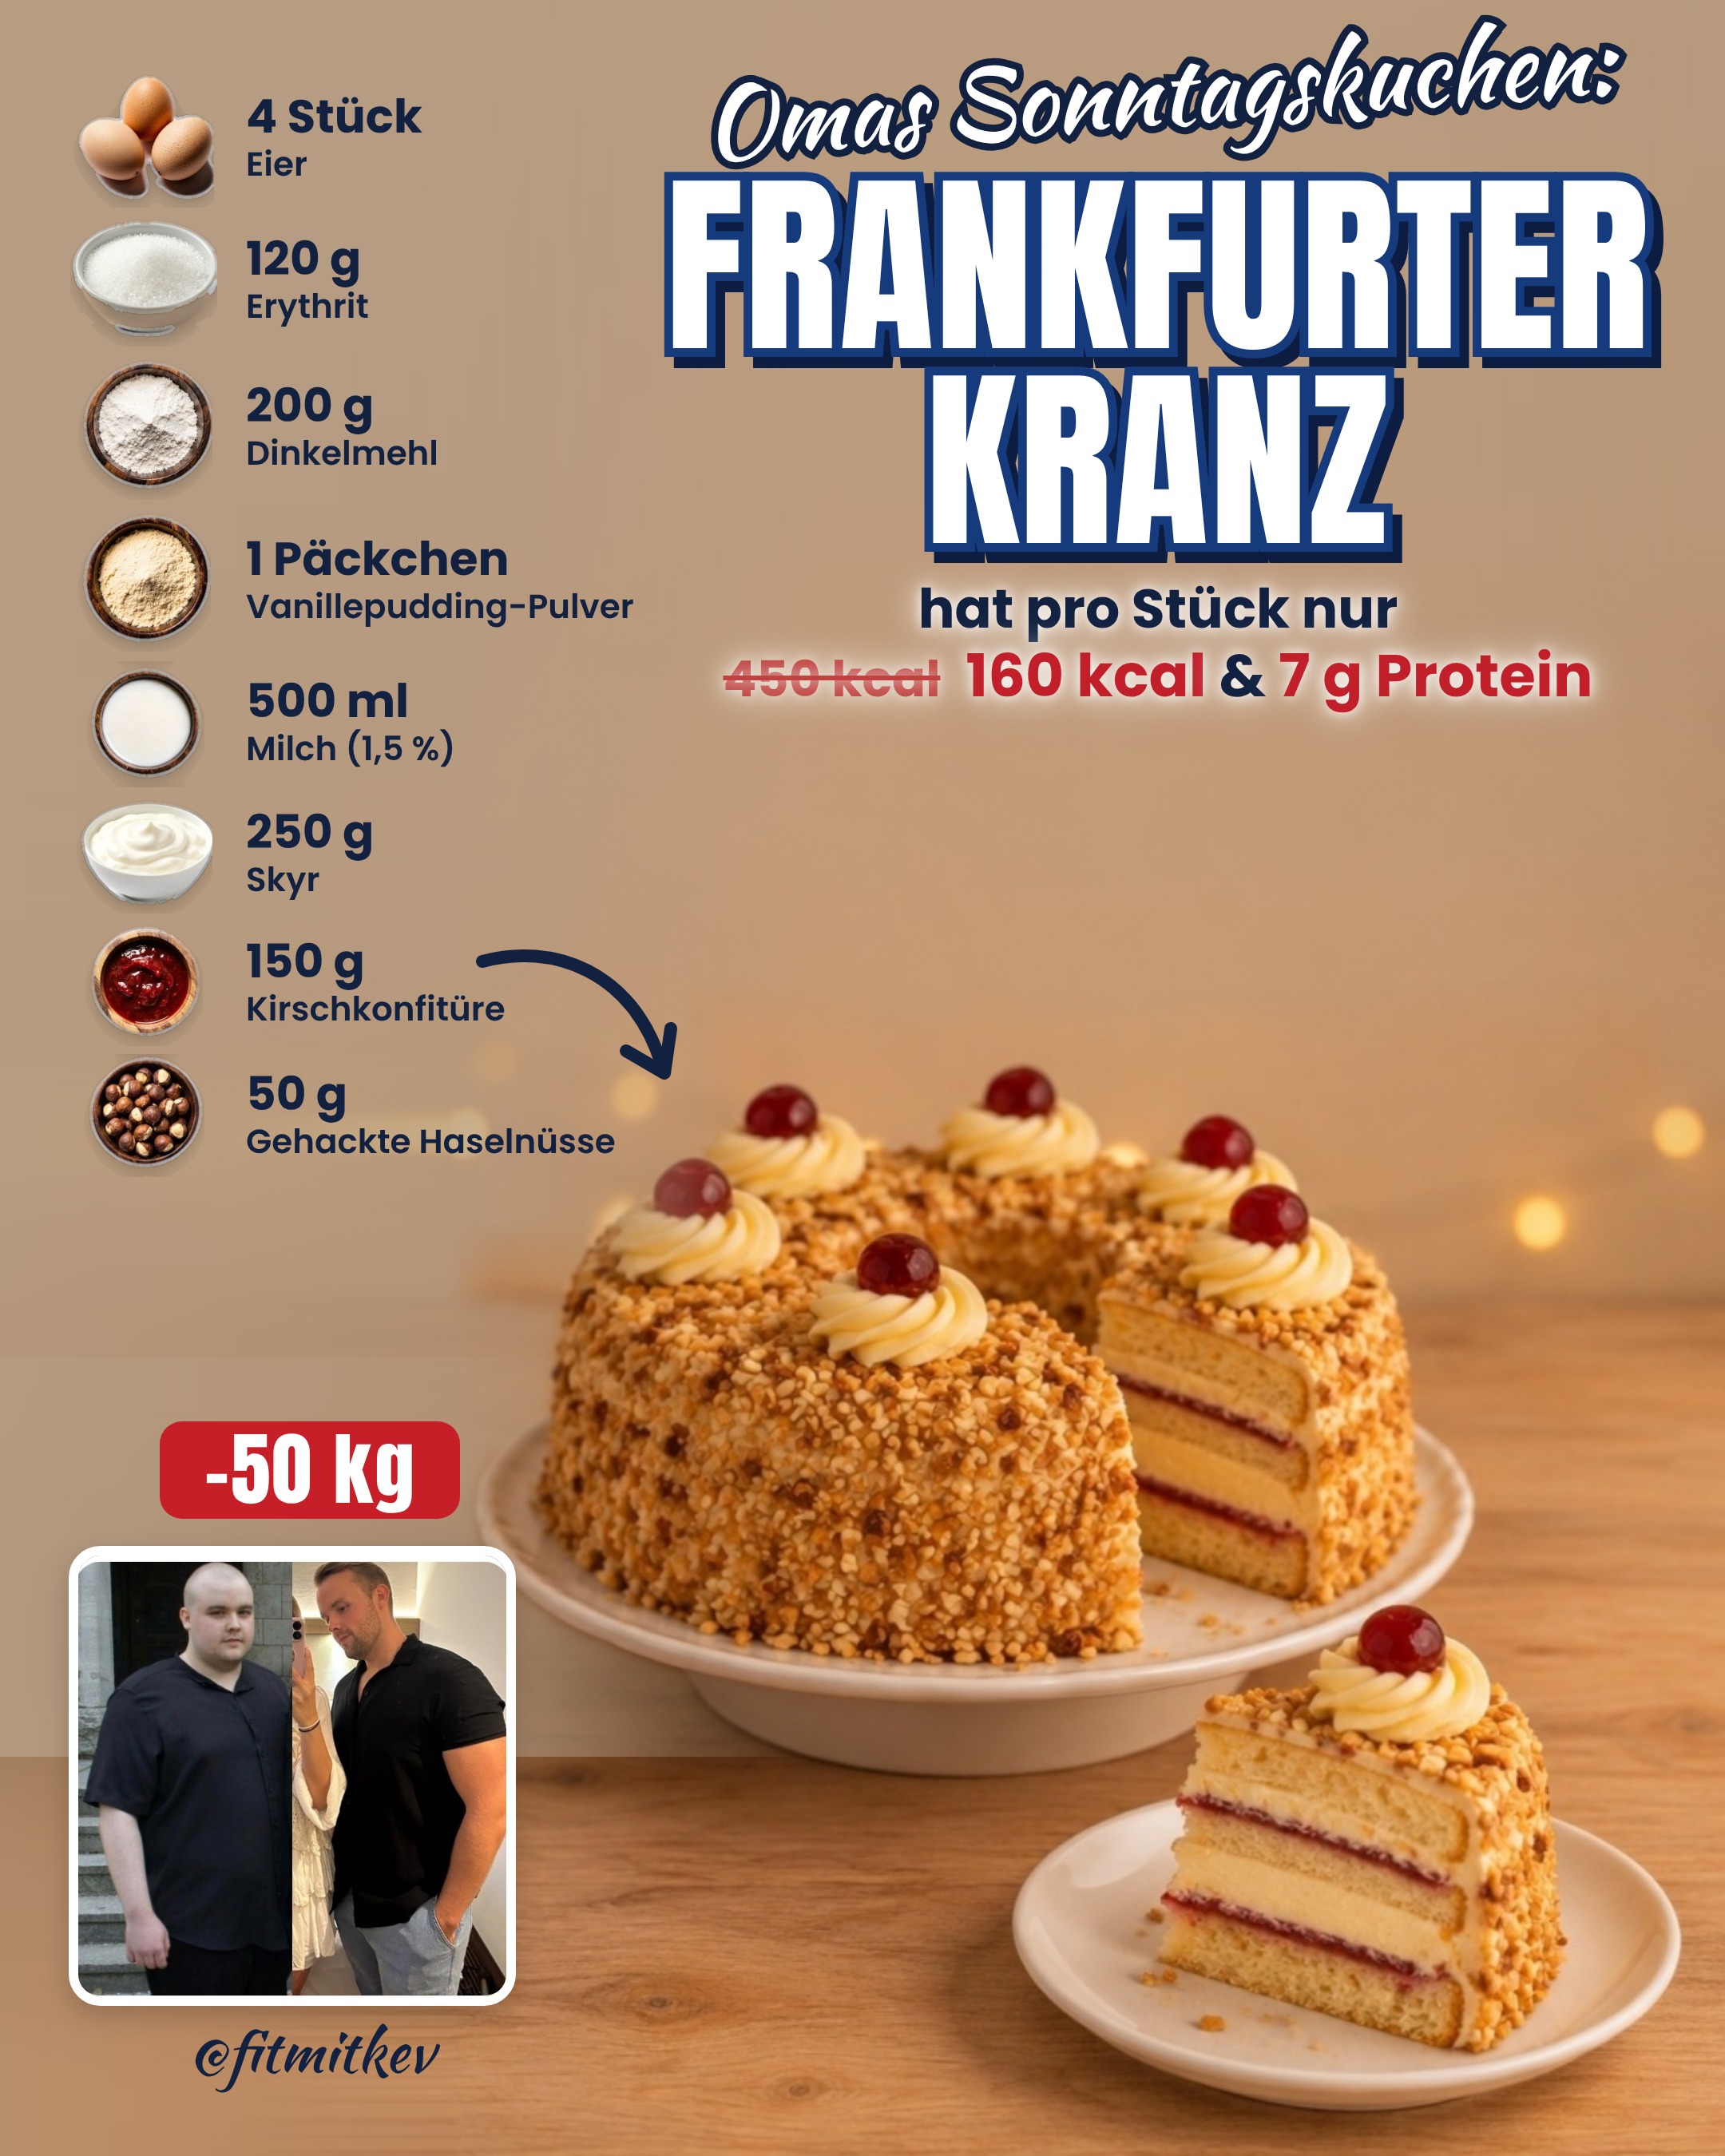 Omas Sonntagskuchen:
FRANKFURTER
KRANZ
hat pro Stück nur
450 kcal 160 kcal & 7 g Protein
4 Stück
Eier
120 g
Erythrit
200 g
Dinkelmehl
1 Päckchen
Vanillepudding-Pulver
500 ml
Milch (1,5 %)
250 g
Skyr
150 g
Kirschkonfitüre
50 g
Gehackte Haselnüsse
-50 kg
@fitmitkev